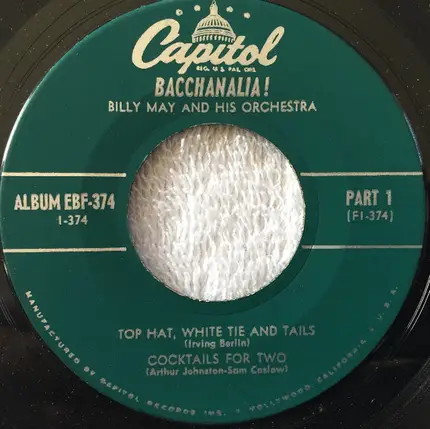 Capitol
REG. U.S. PAT. OFF.
BACCHANALIA!
BILLY MAY AND HIS ORCHESTRA
ALBUM EBF-374
1-374
PART 1
(F1-374)
TOP HAT, WHITE TIE AND TAILS
(Irving Berlin)
COCKTAILS FOR TWO
(Arthur Johnston-Sam Caslow)
MANUFACTURED BY CAPITOL RECORDS INC. • HOLLYWOOD CALIFORNIA • U.S.A.